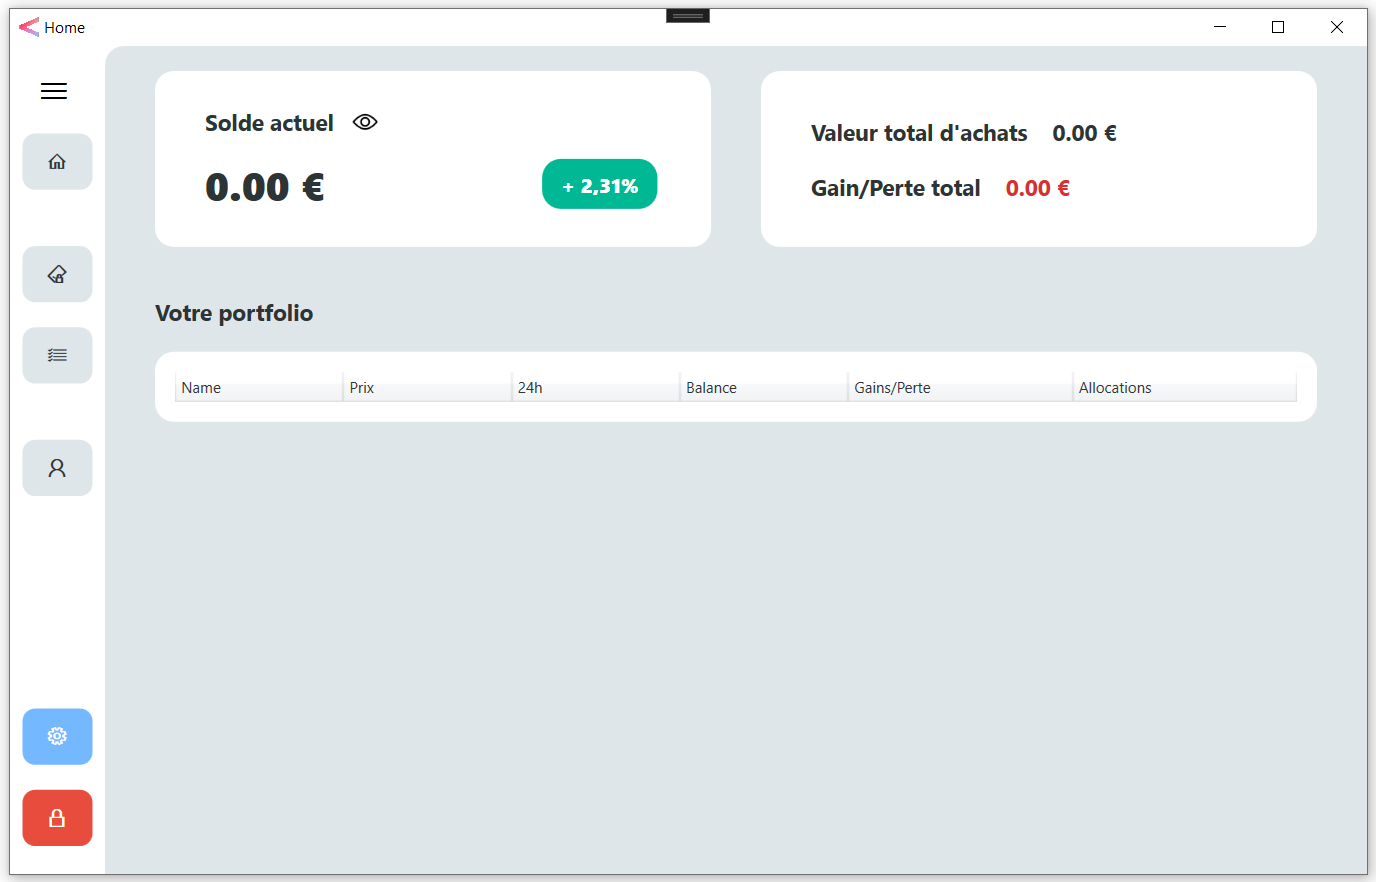 Home
Solde actuel
0.00 €
+ 2,31%
Valeur total d'achats 0.00 €
Gain/Perte total 0.00 €
Votre portfolio
Name Prix 24h Balance Gains/Perte Allocations